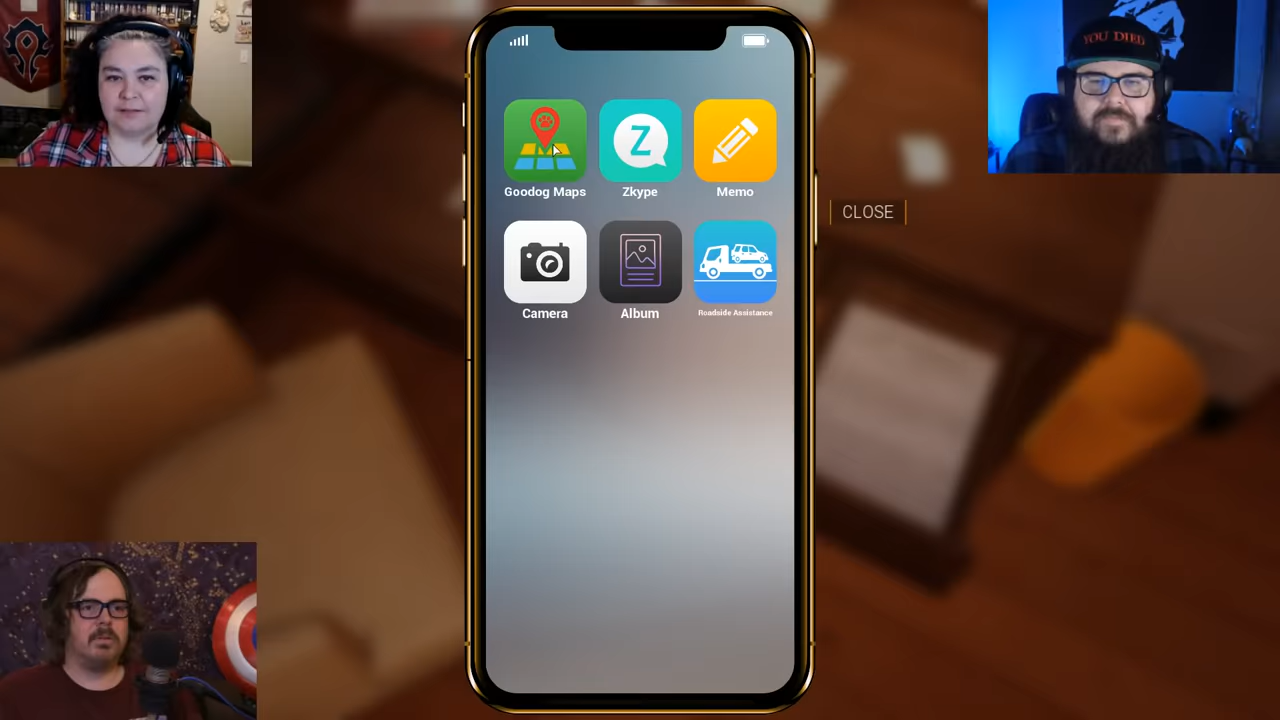 YOU DIED
Goodog Maps
Z
Zkype
Memo
CLOSE
Camera
Album
Roadside Assistance